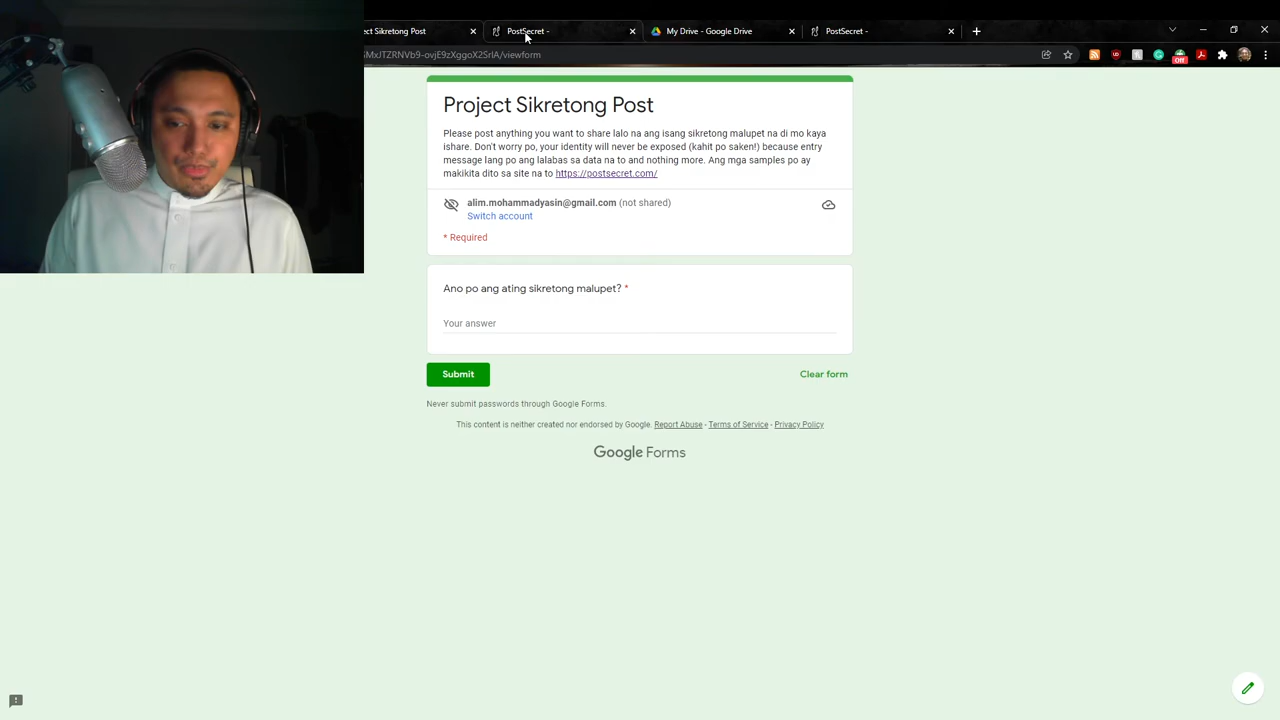 ct Sikretong Post
PostSecret -
My Drive - Google Drive
PostSecret -
MxJTZRNVb9-ovjE9zXggoX2SrIA/viewform
Off
Project Sikretong Post
Please post anything you want to share lalo na ang isang sikretong malupet na di mo kaya
ishare. Don't worry po, your identity will never be exposed (kahit po saken!) because entry
message lang po ang lalabas sa data na to and nothing more. Ang mga samples po ay
makikita dito sa site na to https://postsecret.com/
alim.mohammadyasin@gmail.com (not shared)
Switch account
* Required
Ano po ang ating sikretong malupet? *
Your answer
Submit
Clear form
Never submit passwords through Google Forms.
This content is neither created nor endorsed by Google. Report Abuse - Terms of Service - Privacy Policy
Google Forms